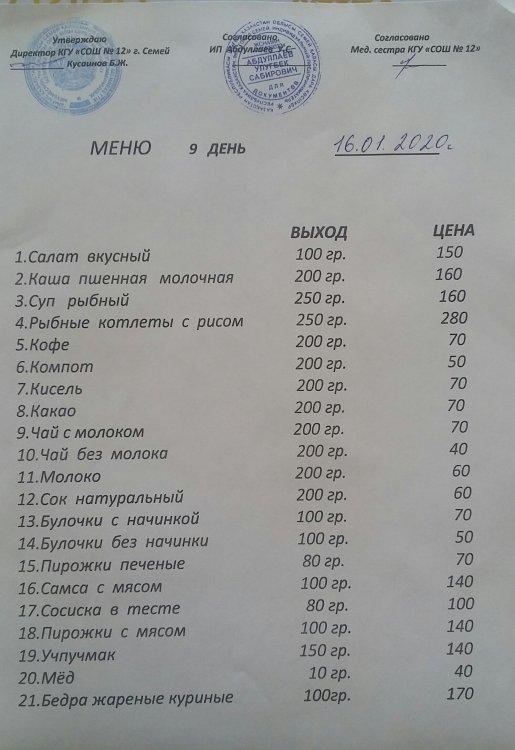 Утверждаю Согласовано Согласовано
Директор КГУ «СОШ № 12» г. Семей ИП Абдуллаев У.С. Мед. сестра КГУ «СОШ № 12»
Кусаинов Б.Ж.
АБДУЛЛАЕВ
УЛУГБЕК
САБИРОВИЧ
ДЛЯ
ДОКУМЕНТОВ
МЕНЮ 9 ДЕНЬ 16.01.2020г.
ВЫХОД ЦЕНА
1.Салат вкусный 100 гр. 150
2.Каша пшенная молочная 200 гр. 160
3.Суп рыбный 250 гр. 160
4.Рыбные котлеты с рисом 250 гр. 280
5.Кофе 200 гр. 70
6.Компот 200 гр. 50
7.Кисель 200 гр. 70
8.Какао 200 гр. 70
9.Чай с молоком 200 гр. 70
10.Чай без молока 200 гр. 40
11.Молоко 200 гр. 60
12.Сок натуральный 200 гр. 60
13.Булочки с начинкой 100 гр. 70
14.Булочки без начинки 100 гр. 50
15.Пирожки печеные 80 гр. 70
16.Самса с мясом 100 гр. 140
17.Сосиска в тесте 80 гр. 100
18.Пирожки с мясом 100 гр. 140
19.Учпучмак 150 гр. 140
20.Мёд 10 гр. 40
21.Бедра жареные куриные 100гр. 170